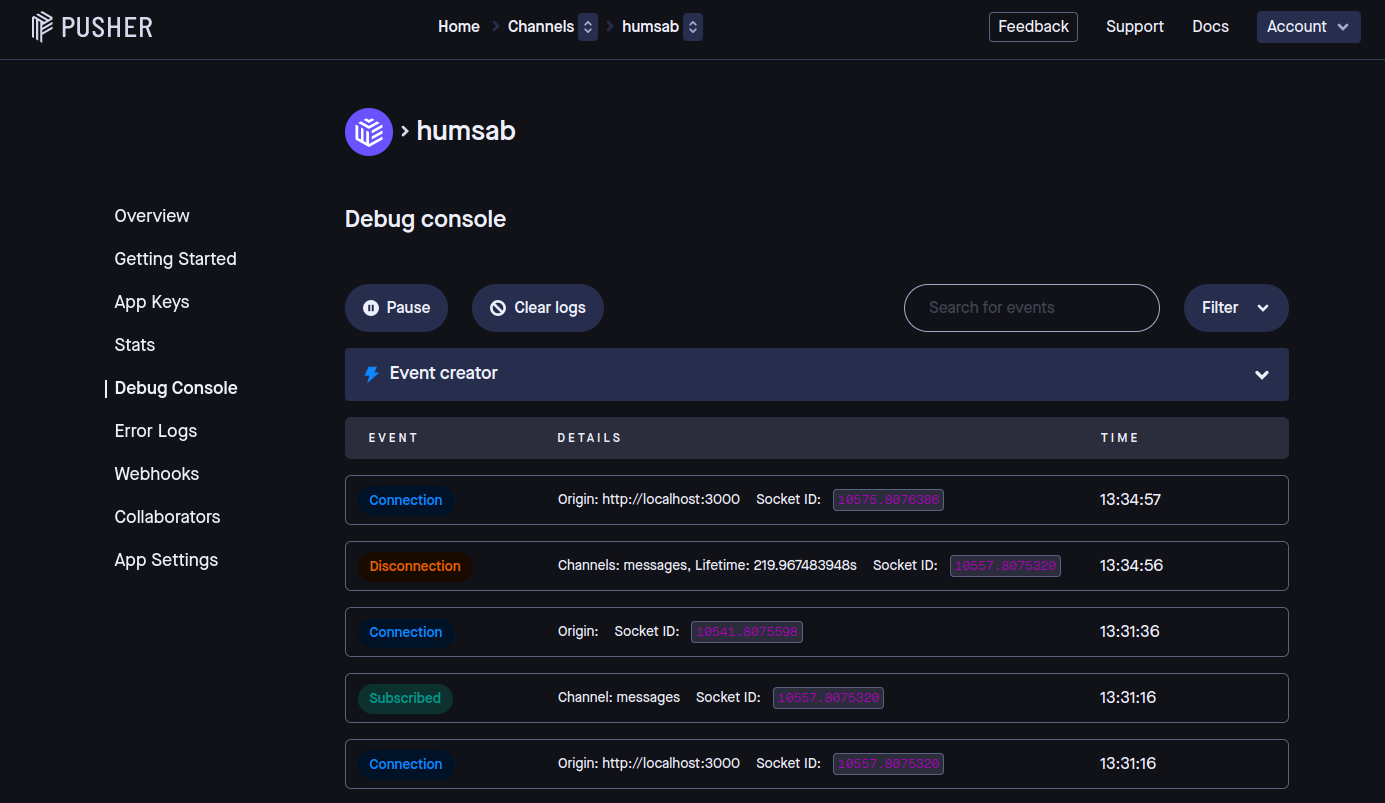 PUSHER
Home Channels humsab Feedback Support Docs Account
humsab
Overview
Getting Started
App Keys
Stats
Debug Console
Error Logs
Webhooks
Collaborators
App Settings
Debug console
Pause Clear logs Search for events Filter
Event creator
EVENT DETAILS TIME
Connection Origin: http://localhost:3000 Socket ID: 10575.8076386 13:34:57
Disconnection Channels: messages, Lifetime: 219.967483948s Socket ID: 10557.8075320 13:34:56
Connection Origin: Socket ID: 10541.8075598 13:31:36
Subscribed Channel: messages Socket ID: 10557.8075320 13:31:16
Connection Origin: http://localhost:3000 Socket ID: 10557.8075320 13:31:16